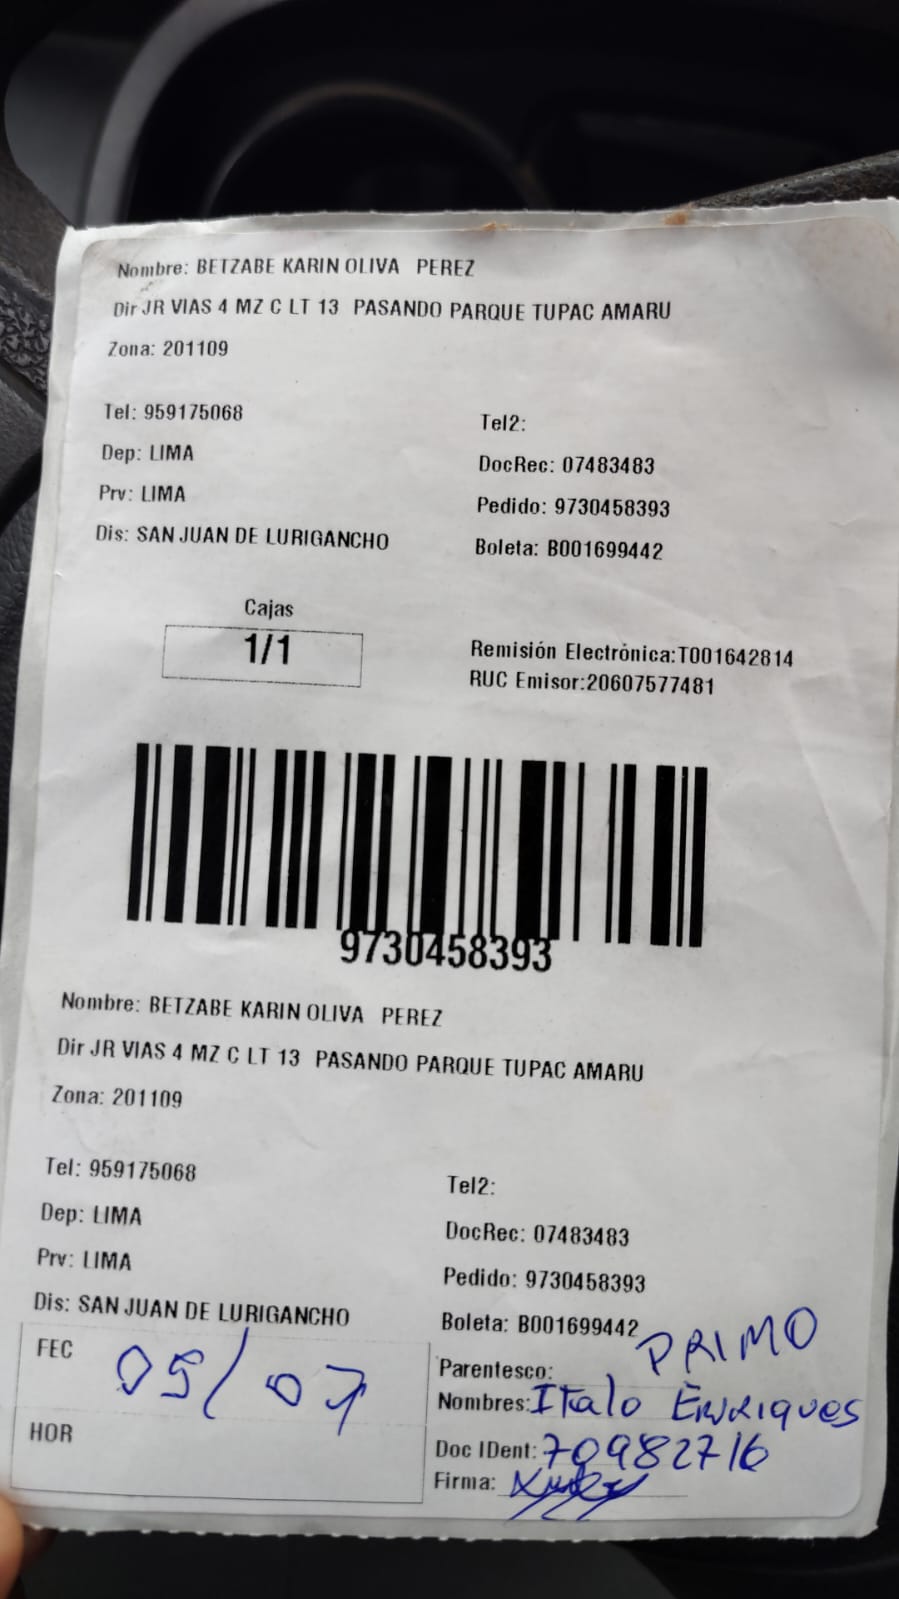 Nombre: BETZABE KARIN OLIVA PEREZ
Dir JR VIAS 4 MZ C LT 13 PASANDO PARQUE TUPAC AMARU
Zona: 201109
Tel: 959175068
Tel2:
Dep: LIMA
DocRec: 07483483
Prv: LIMA
Pedido: 9730458393
Dis: SAN JUAN DE LURIGANCHO
Boleta: B001699442
Cajas
1/1
Remisión Electrónica:T001642814
RUC Emisor:20607577481
9730458393
Nombre: BETZABE KARIN OLIVA PEREZ
Dir JR VIAS 4 MZ C LT 13 PASANDO PARQUE TUPAC AMARU
Zona: 201109
Tel: 959175068
Tel2:
Dep: LIMA
DocRec: 07483483
Prv: LIMA
Pedido: 9730458393
Dis: SAN JUAN DE LURIGANCHO
Boleta: B001699442
FEC 05/07
HOR
Parentesco: PRIMO
Nombres: Italo ENRIQUES
Doc IDent: 70982716
Firma: